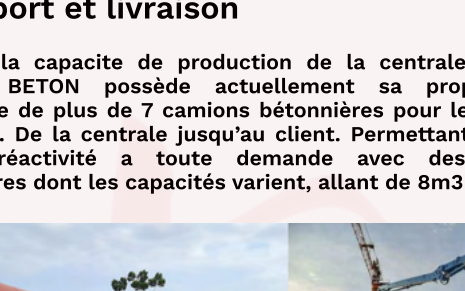 port et livraison
la capacite de production de la centrale
BETON possède actuellement sa prop
e de plus de 7 camions bétonnières pour le
. De la centrale jusqu'au client. Permettant
réactivité a toute demande avec des
res dont les capacités varient, allant de 8m3